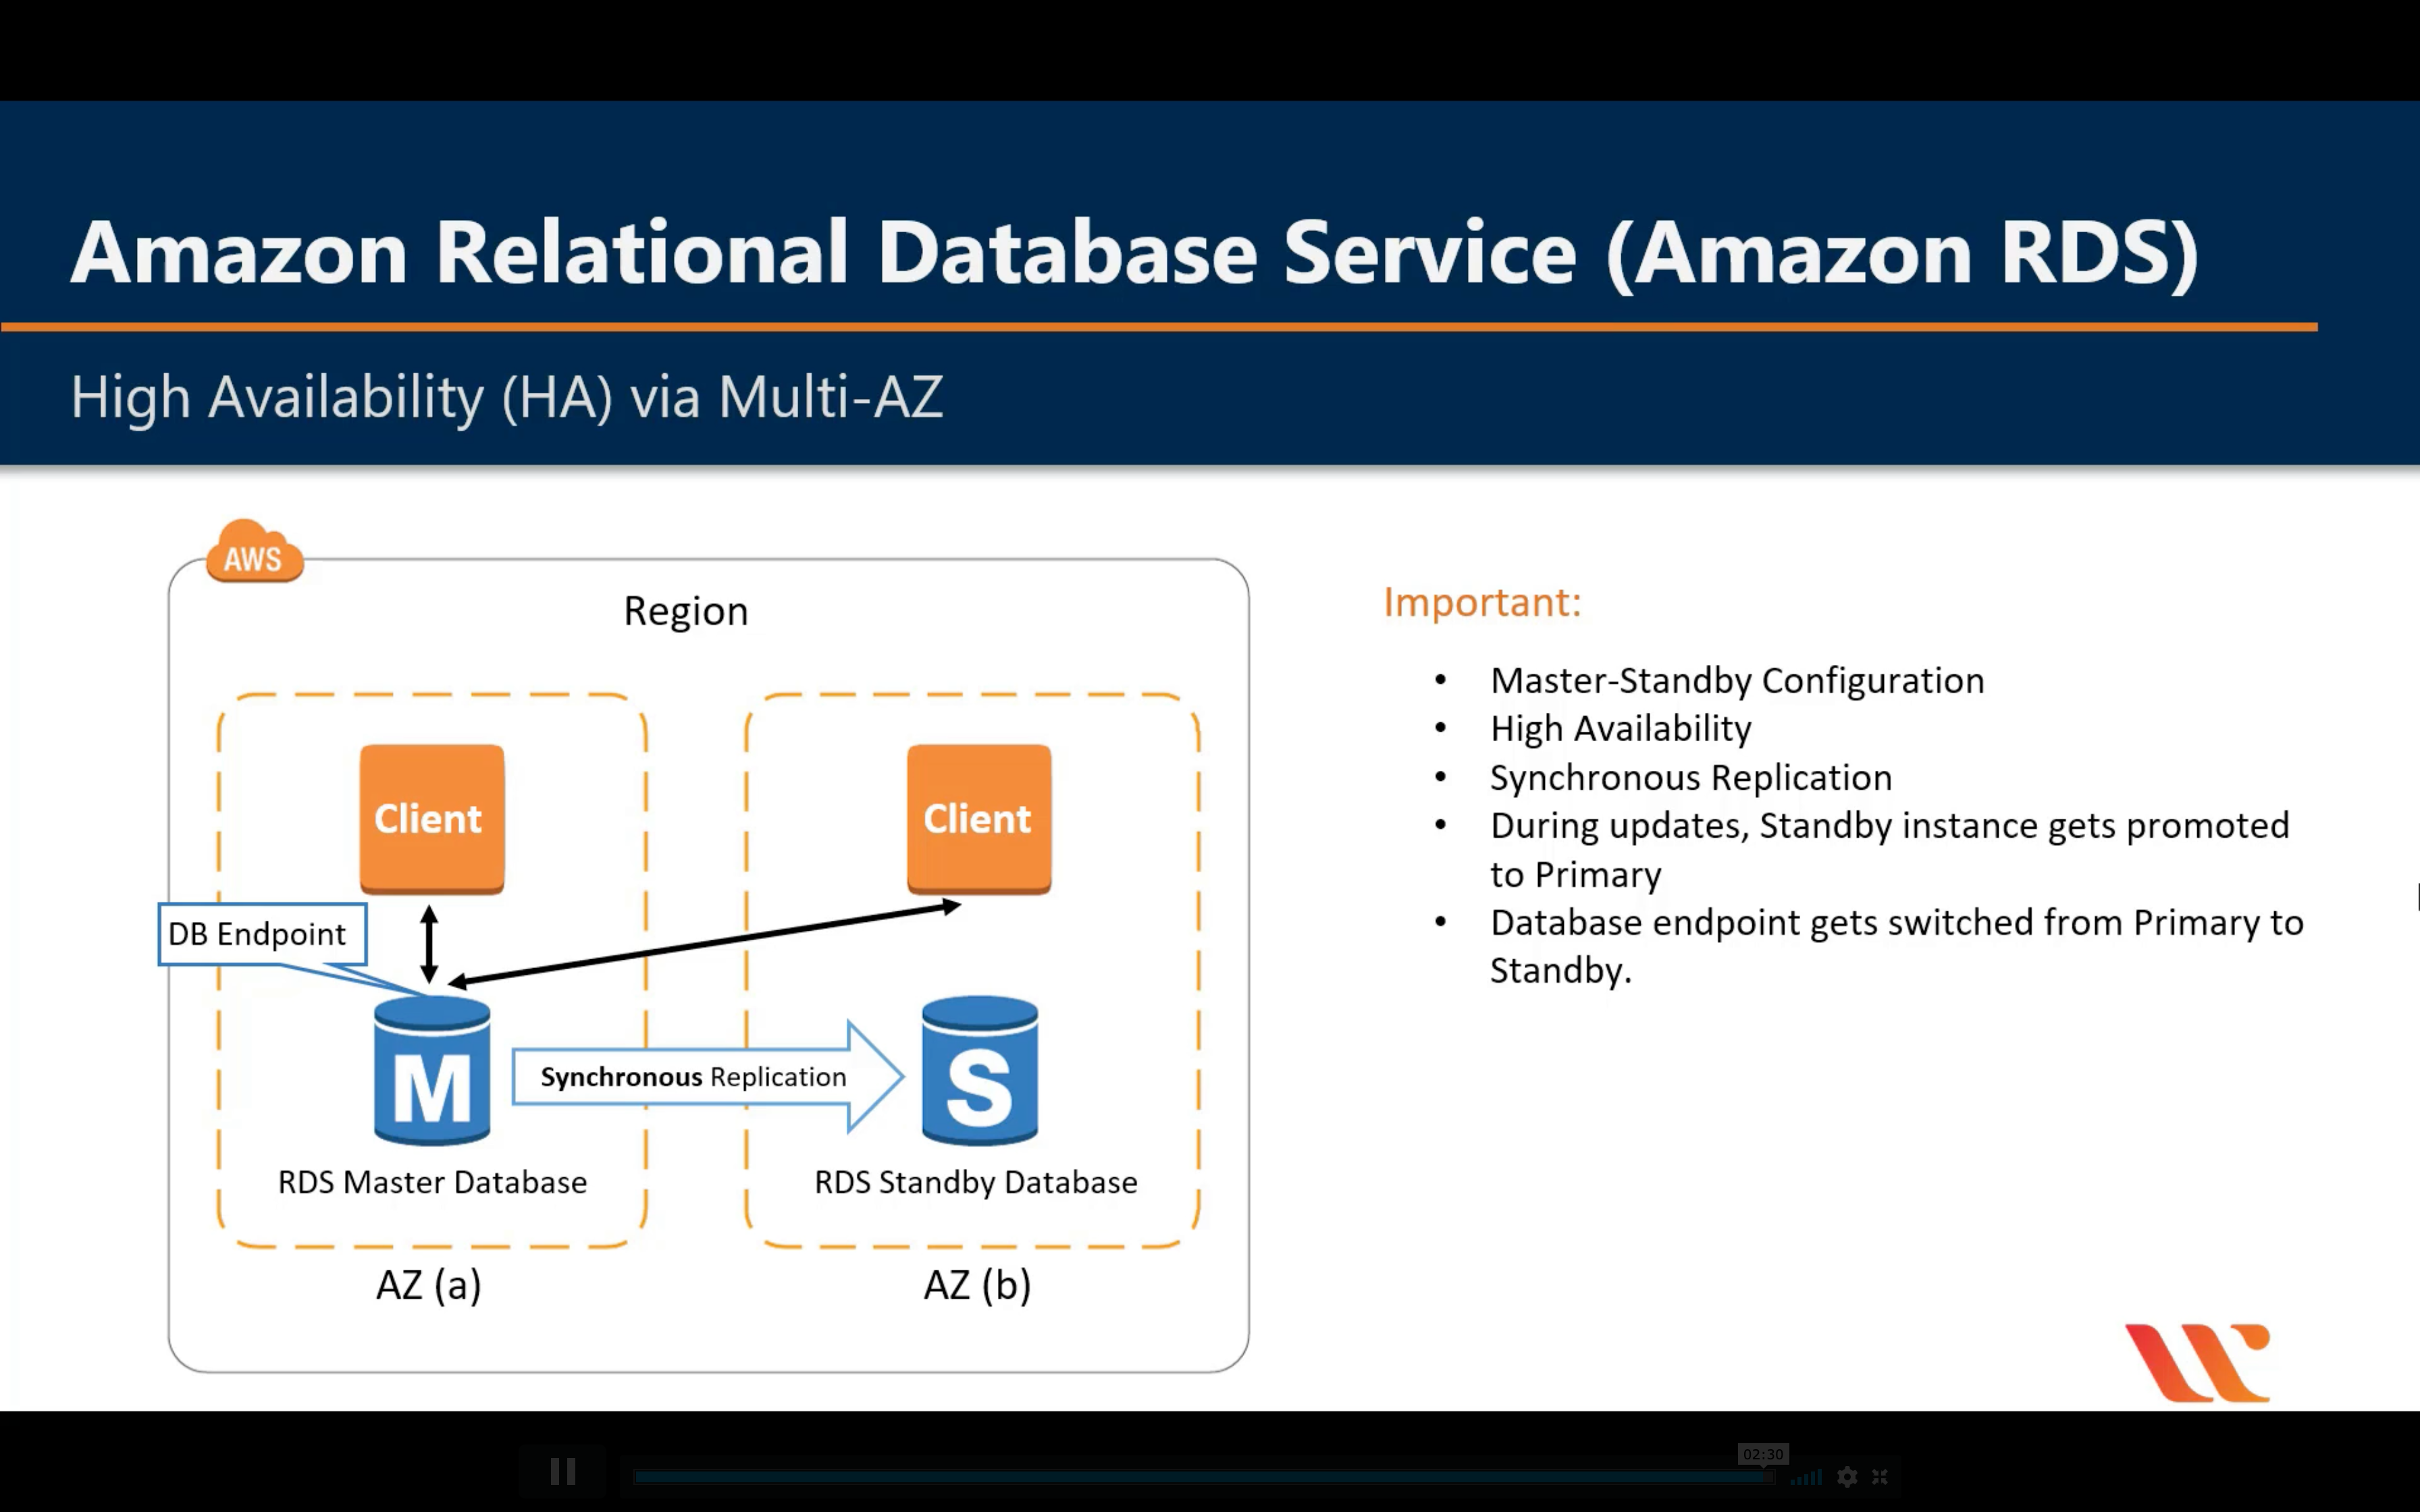 Amazon Relational Database Service (Amazon RDS)
High Availability (HA) via Multi-AZ
AWS
Region
Client
Client
DB Endpoint
M
Synchronous Replication
S
RDS Master Database
RDS Standby Database
AZ (a)
AZ (b)
Important:
• Master-Standby Configuration
• High Availability
• Synchronous Replication
• During updates, Standby instance gets promoted
to Primary
• Database endpoint gets switched from Primary to
Standby.
02:30